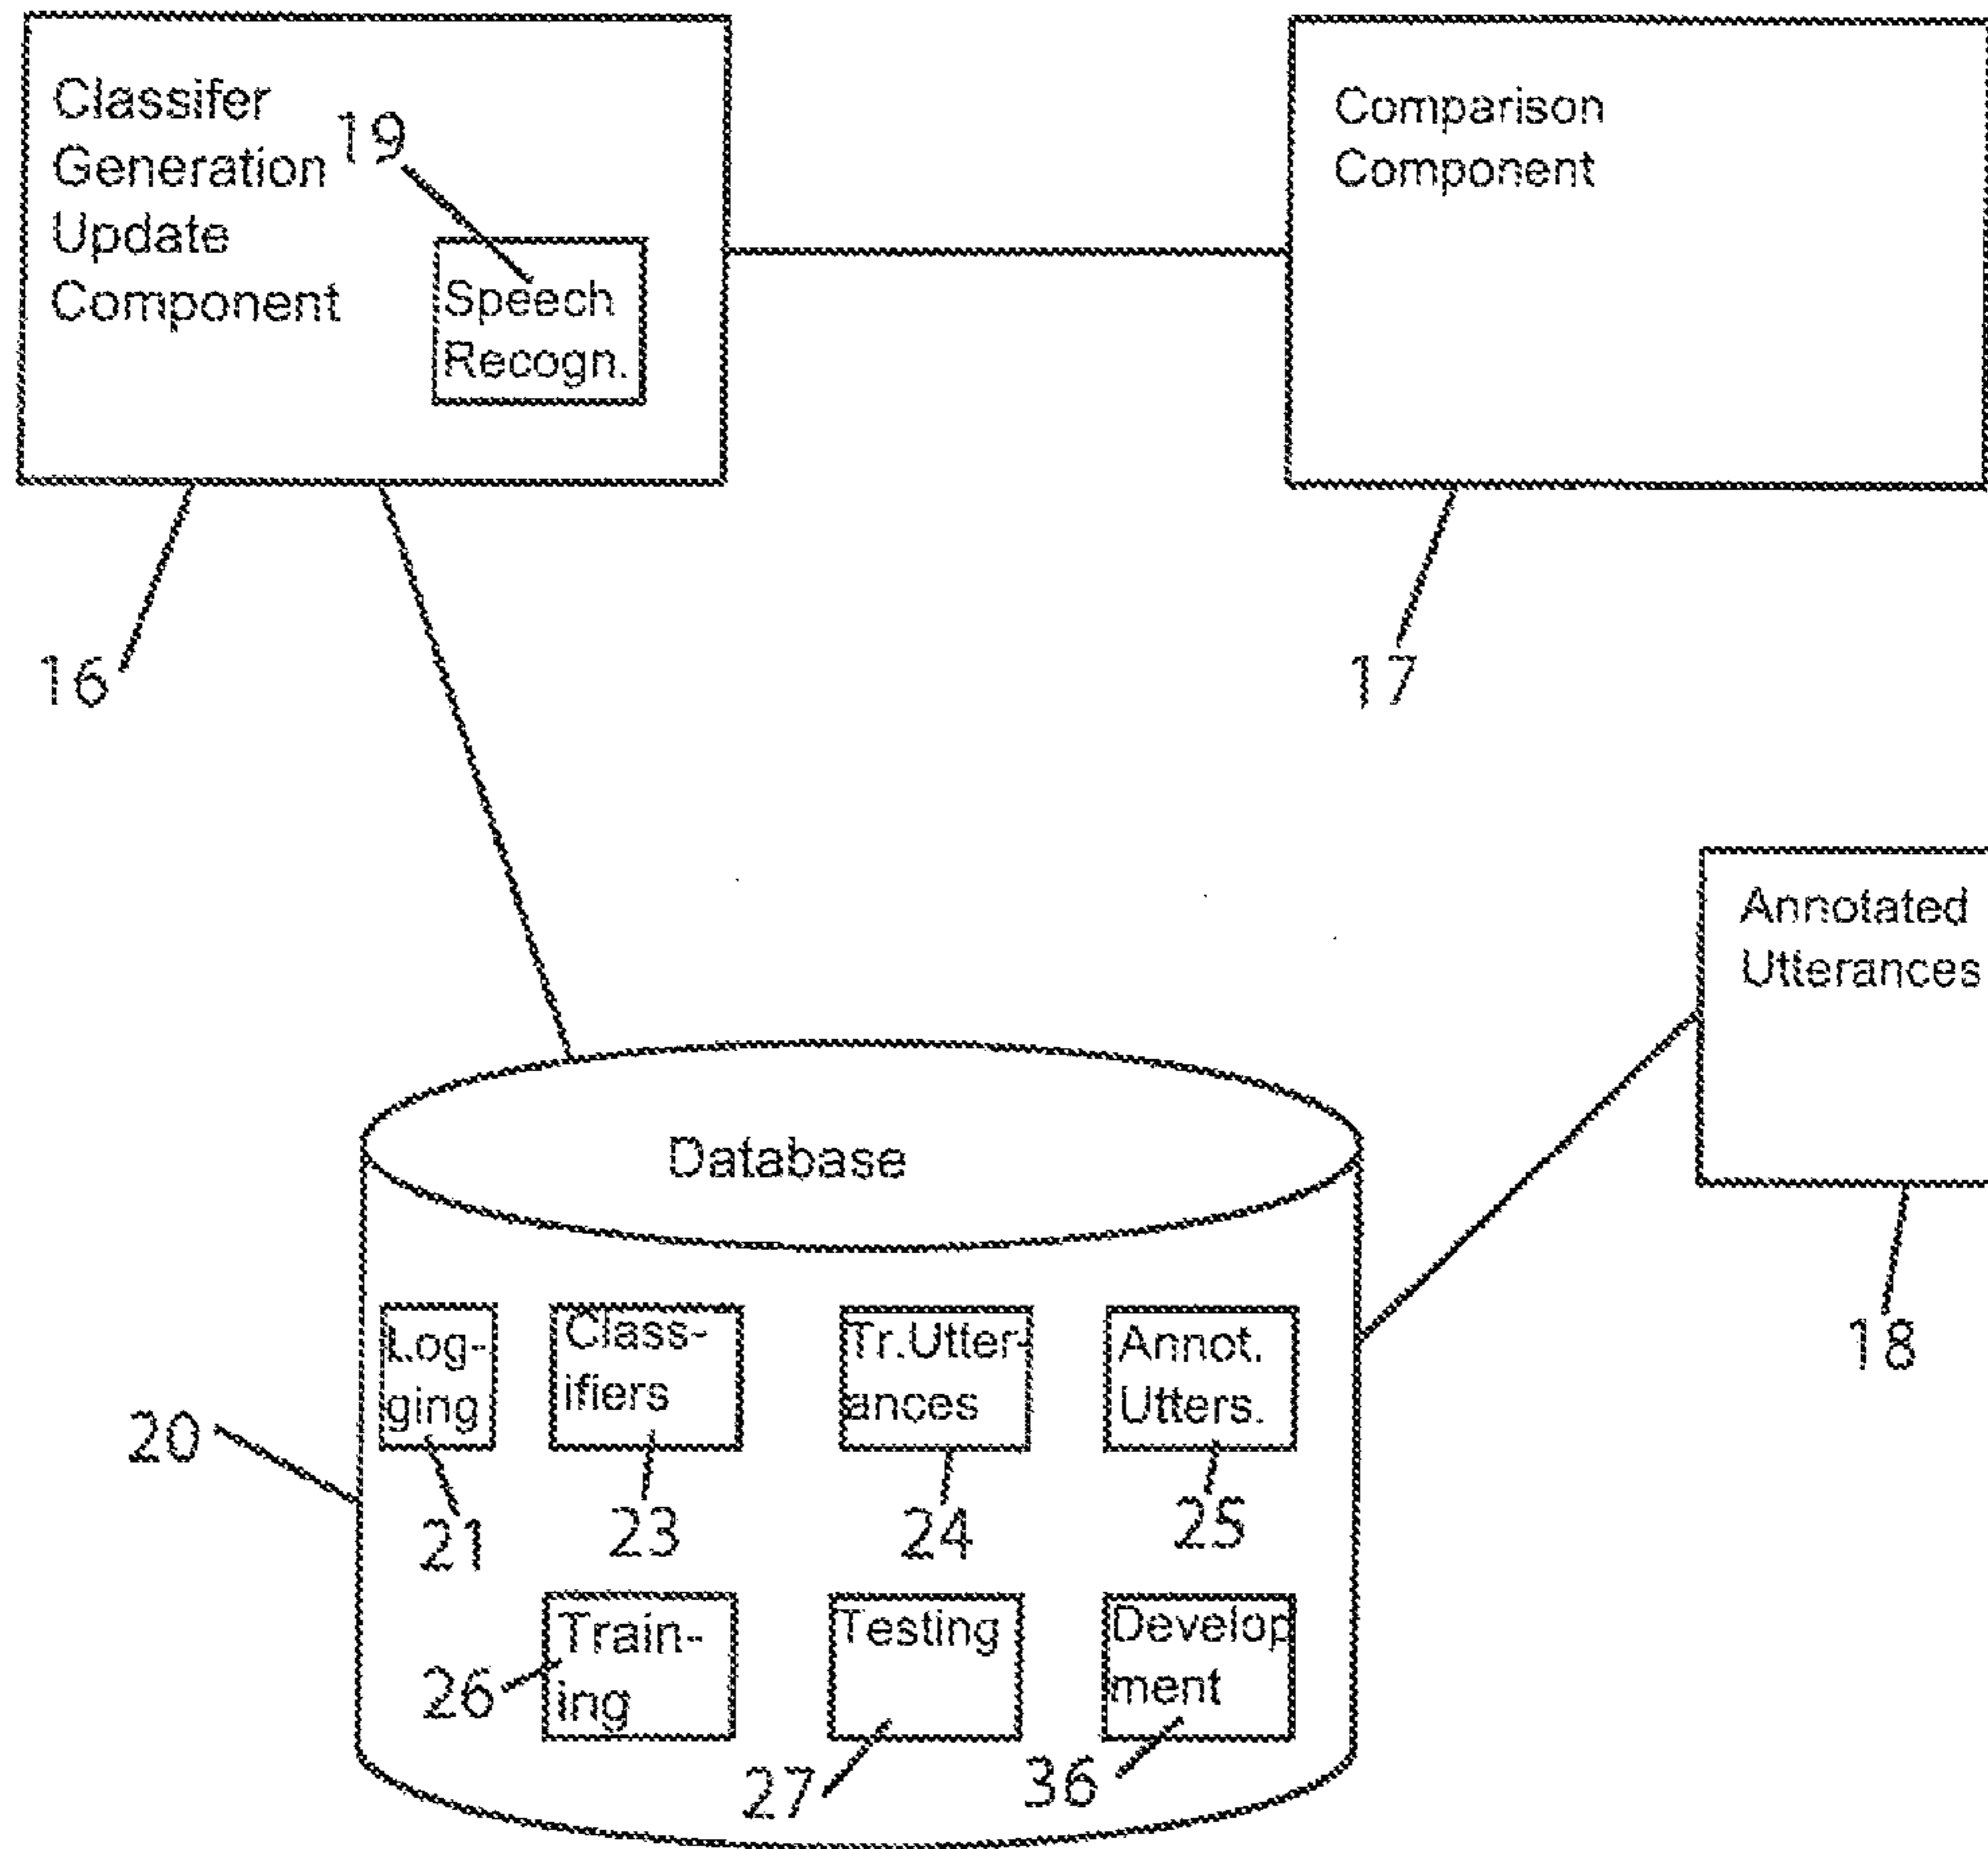 Classifer
Generation
Update
Component
19
Speech
Recogn.
Comparison
Component
16
17
Annotated
Utterances
18
Database
Log-
ging
Class-
ifiers
Tr.Utter-
ances
Annot.
Utters.
20
21
23
24
25
Train-
ing
Testing
Develop
ment
26
27
36